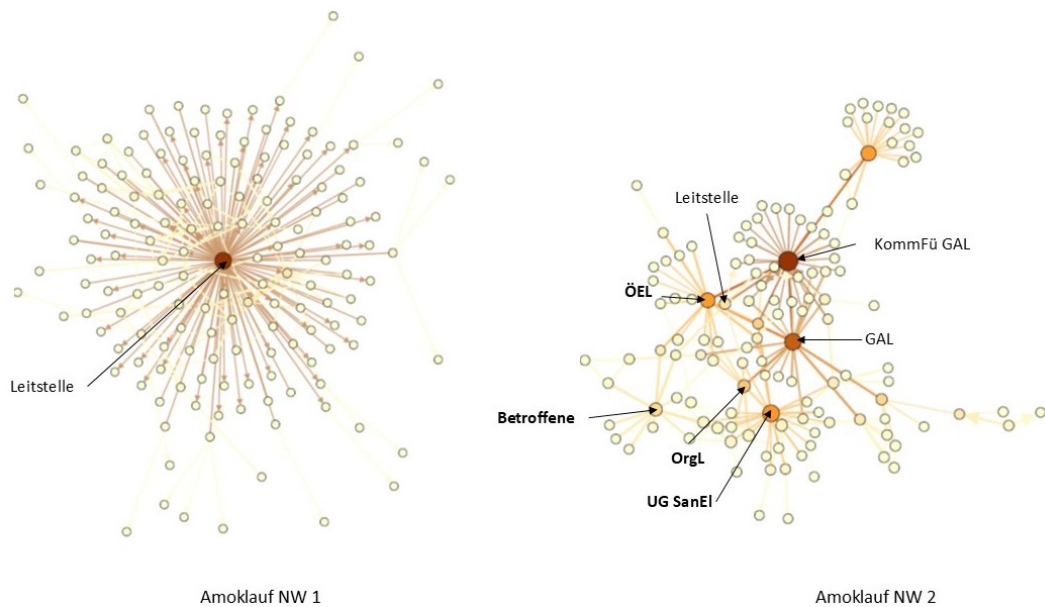 Leitstelle
Leitstelle
KommFü GAL
ÖEL
GAL
Betroffene
OrgL
UG SanEl
Amoklauf NW 1
Amoklauf NW 2